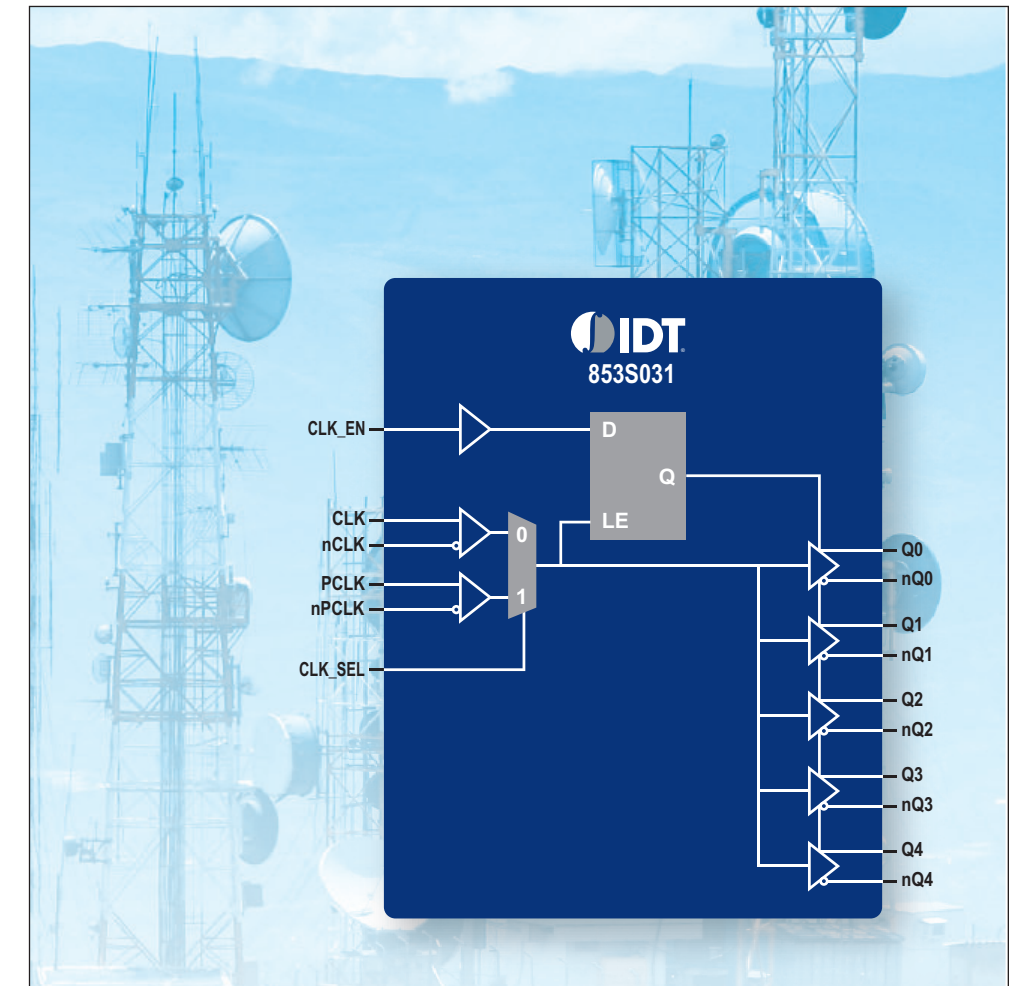 IDT
853S031
CLK_EN
D
Q
LE
CLK
nCLK
0
PCLK
nPCLK
1
CLK_SEL
Q0
nQ0
Q1
nQ1
Q2
nQ2
Q3
nQ3
Q4
nQ4